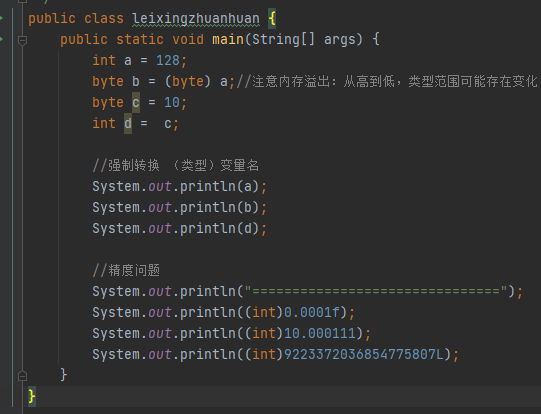 public class leixingzhuanhuan {
public static void main(String[] args) {
int a = 128;
byte b = (byte) a;//注意内存溢出：从高到低，类型范围可能存在变化
byte c = 10;
int d =  c;
//强制转换 （类型）变量名
System.out.println(a);
System.out.println(b);
System.out.println(d);
//精度问题
System.out.println("===============================");
System.out.println((int)0.0001f);
System.out.println((int)10.000111);
System.out.println((int)9223372036854775807L);
}
}